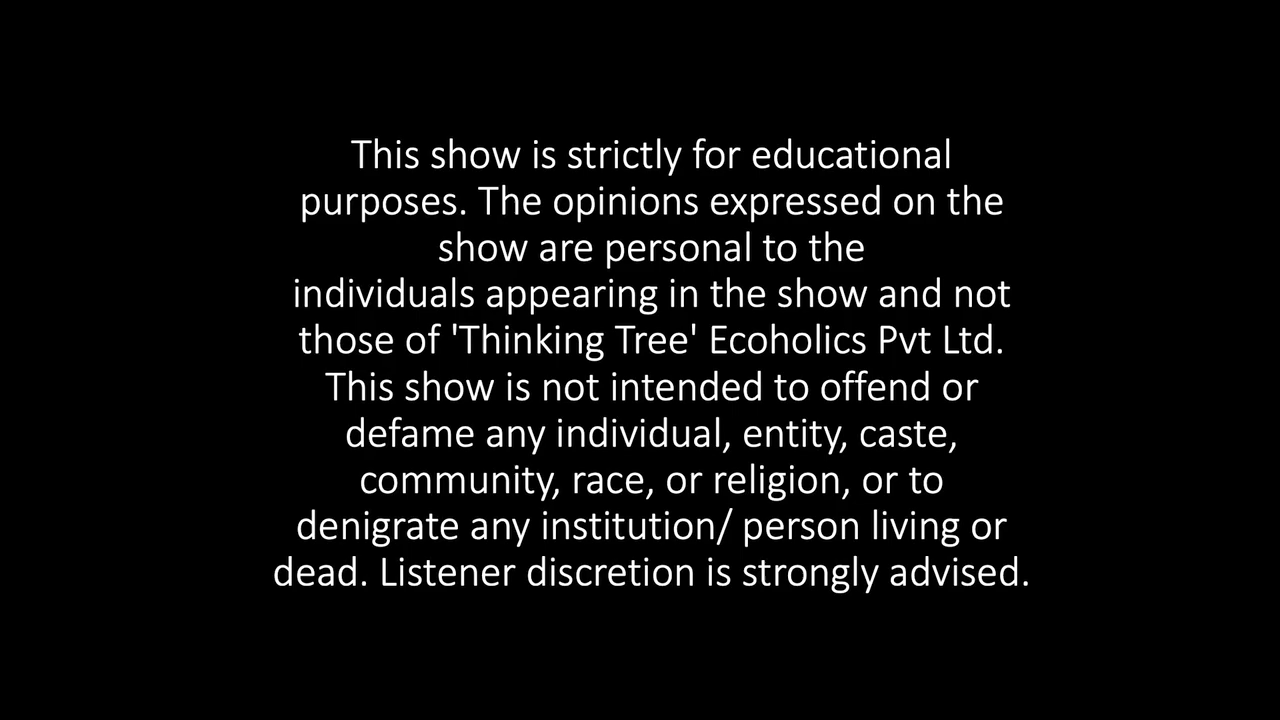 This show is strictly for educational
purposes. The opinions expressed on the
show are personal to the
individuals appearing in the show and not
those of 'Thinking Tree' Ecoholics Pvt Ltd.
This show is not intended to offend or
defame any individual, entity, caste,
community, race, or religion, or to
denigrate any institution/ person living or
dead. Listener discretion is strongly advised.